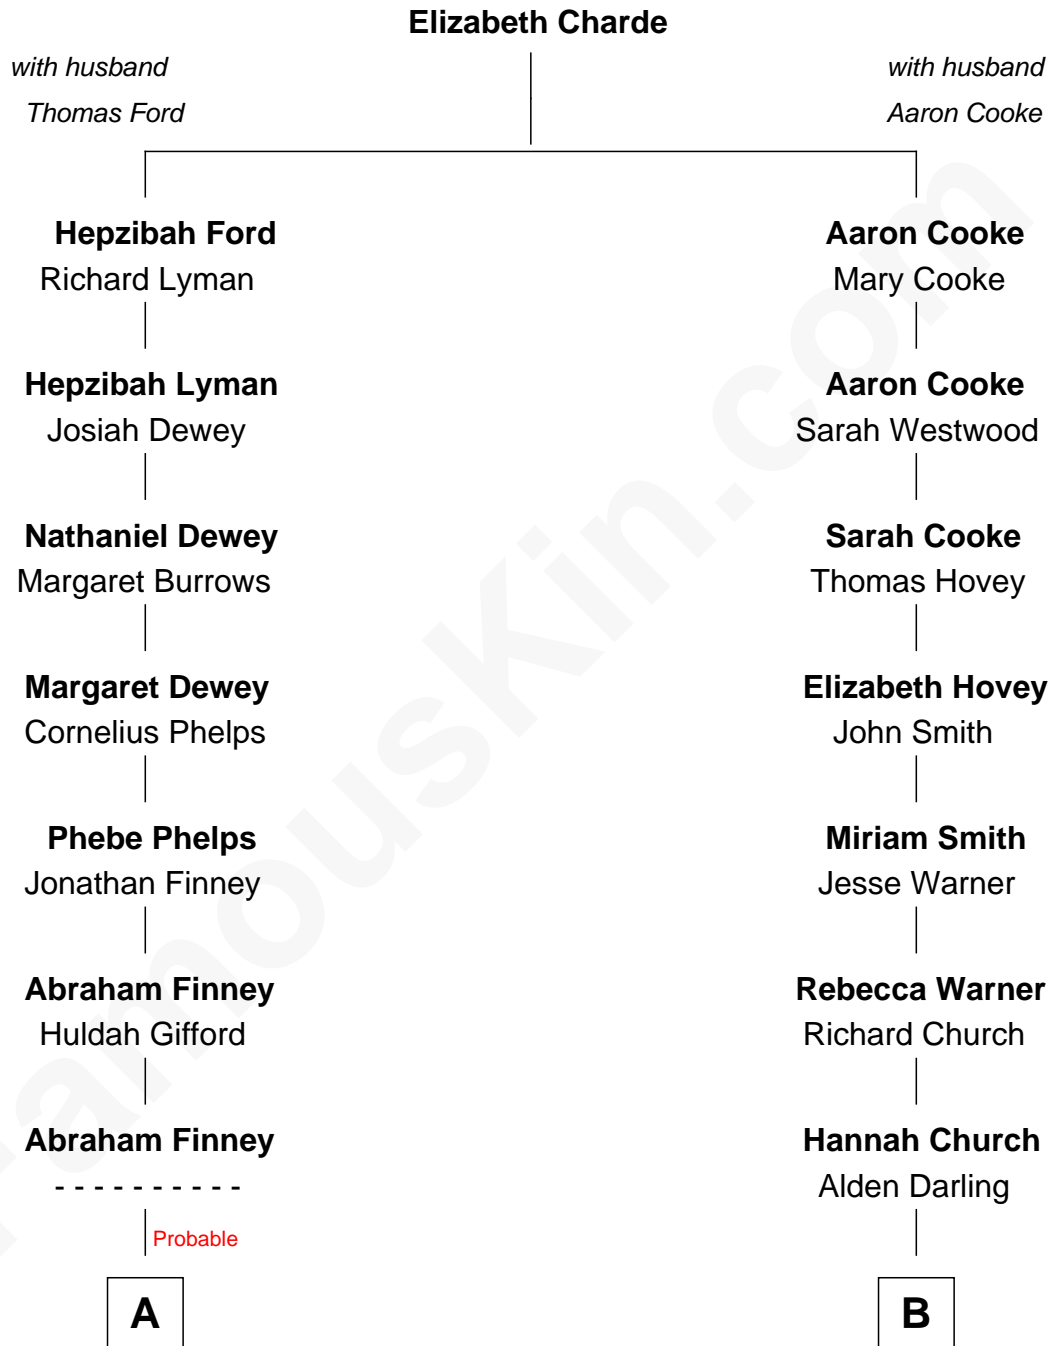 Elizabeth Charde
with husband
Thomas Ford
with husband
Aaron Cooke
Hepzibah Ford
Richard Lyman
Aaron Cooke
Mary Cooke
Hepzibah Lyman
Josiah Dewey
Aaron Cooke
Sarah Westwood
Nathaniel Dewey
Margaret Burrows
Sarah Cooke
Thomas Hovey
Margaret Dewey
Cornelius Phelps
Elizabeth Hovey
John Smith
Phebe Phelps
Jonathan Finney
Miriam Smith
Jesse Warner
Abraham Finney
Huldah Gifford
Rebecca Warner
Richard Church
Abraham Finney
- - - - - - - - - -
Probable
Hannah Church
Alden Darling
A
B
FamousKin.com